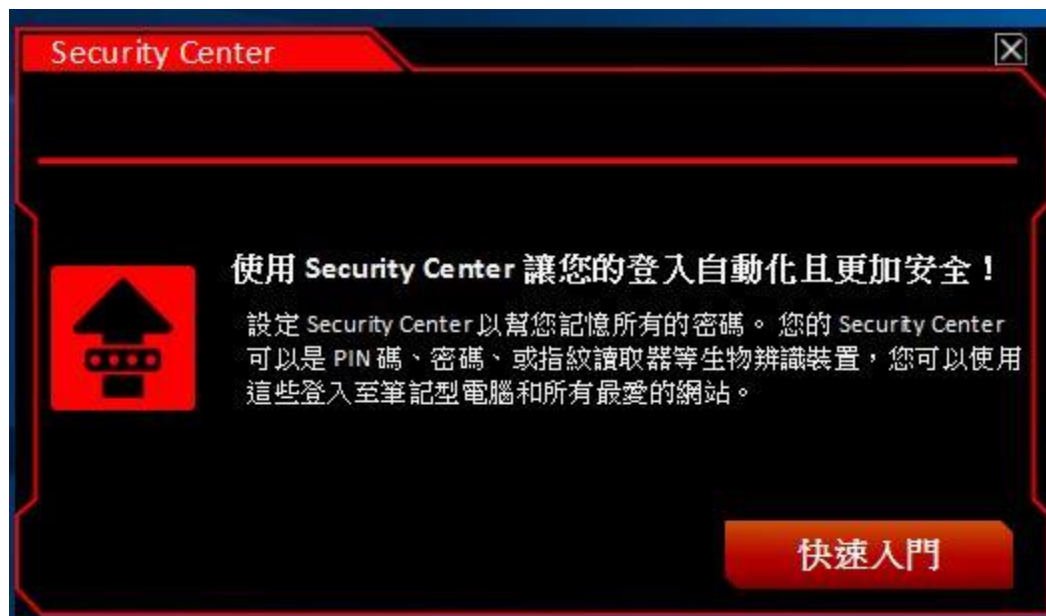 Security Center
使用 Security Center 讓您的登入自動化且更加安全！
設定 Security Center 以幫您記憶所有的密碼。 您的 Security Center
可以是 PIN 碼、密碼、或指紋讀取器等生物辨識裝置，您可以使用
這些登入至筆記型電腦和所有最愛的網站。
快速入門